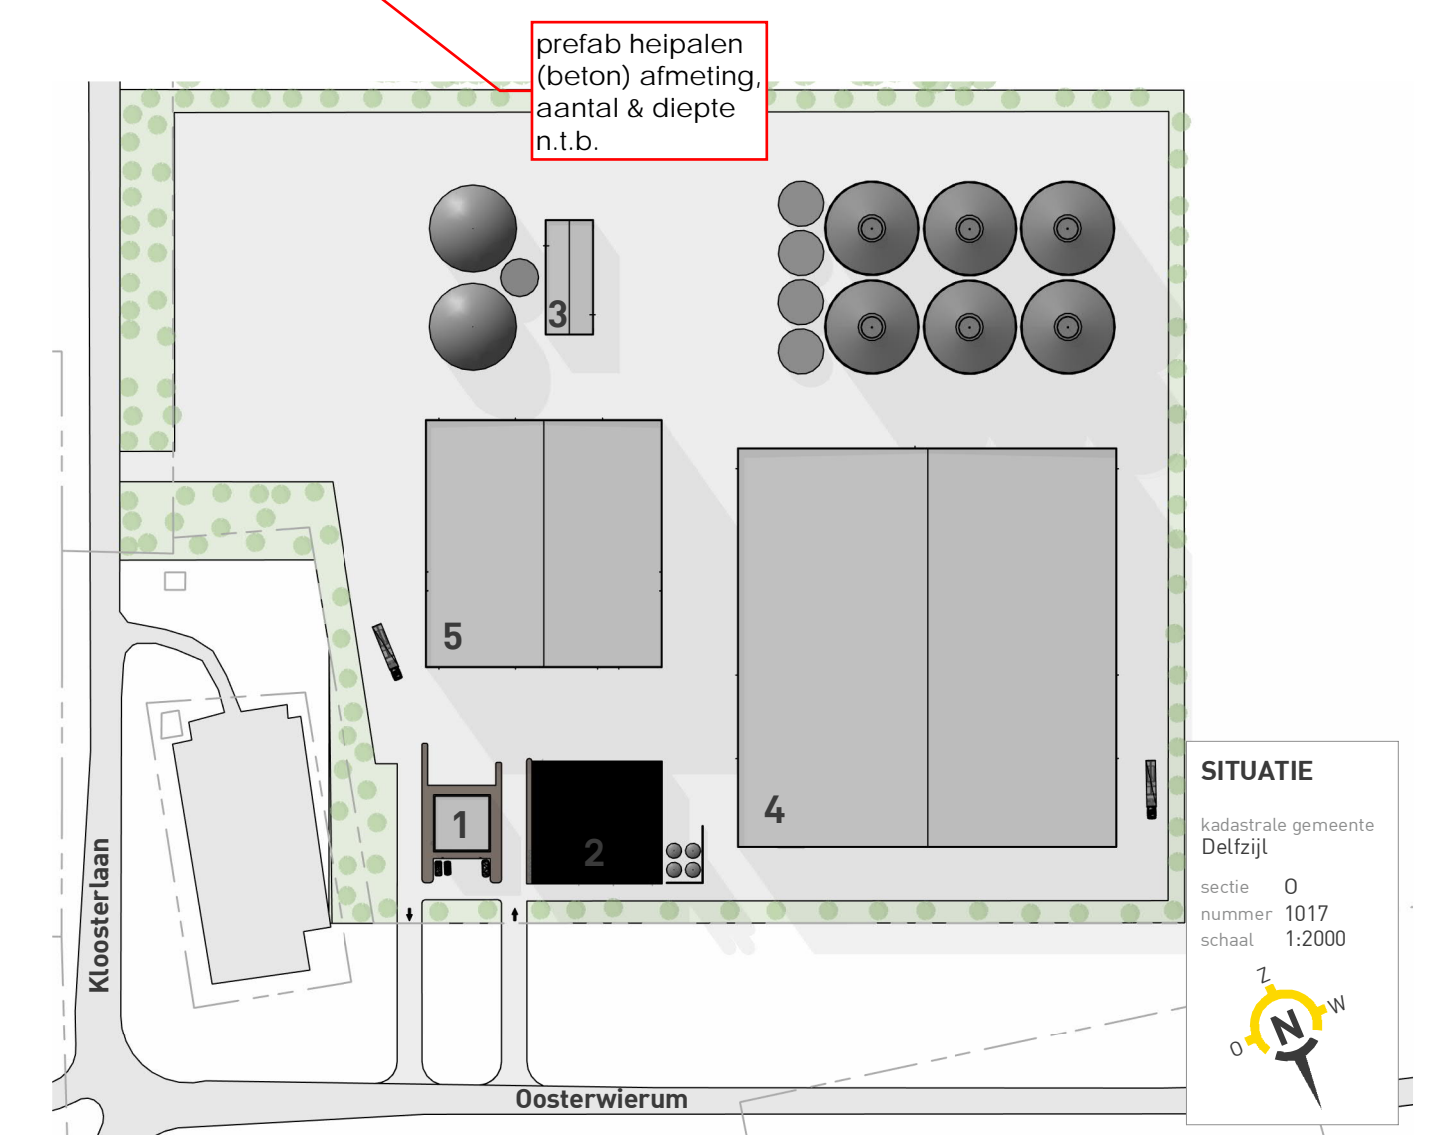 prefab heipalen
(beton) afmeting,
aantal & diepte
n.t.b.
3
5
4
1
2
Kloosterlaan
Oosterwierum
SITUATIE
kadastrale gemeente
Delfzijl
sectie O
nummer 1017
schaal 1:2000
Z
W
N
O